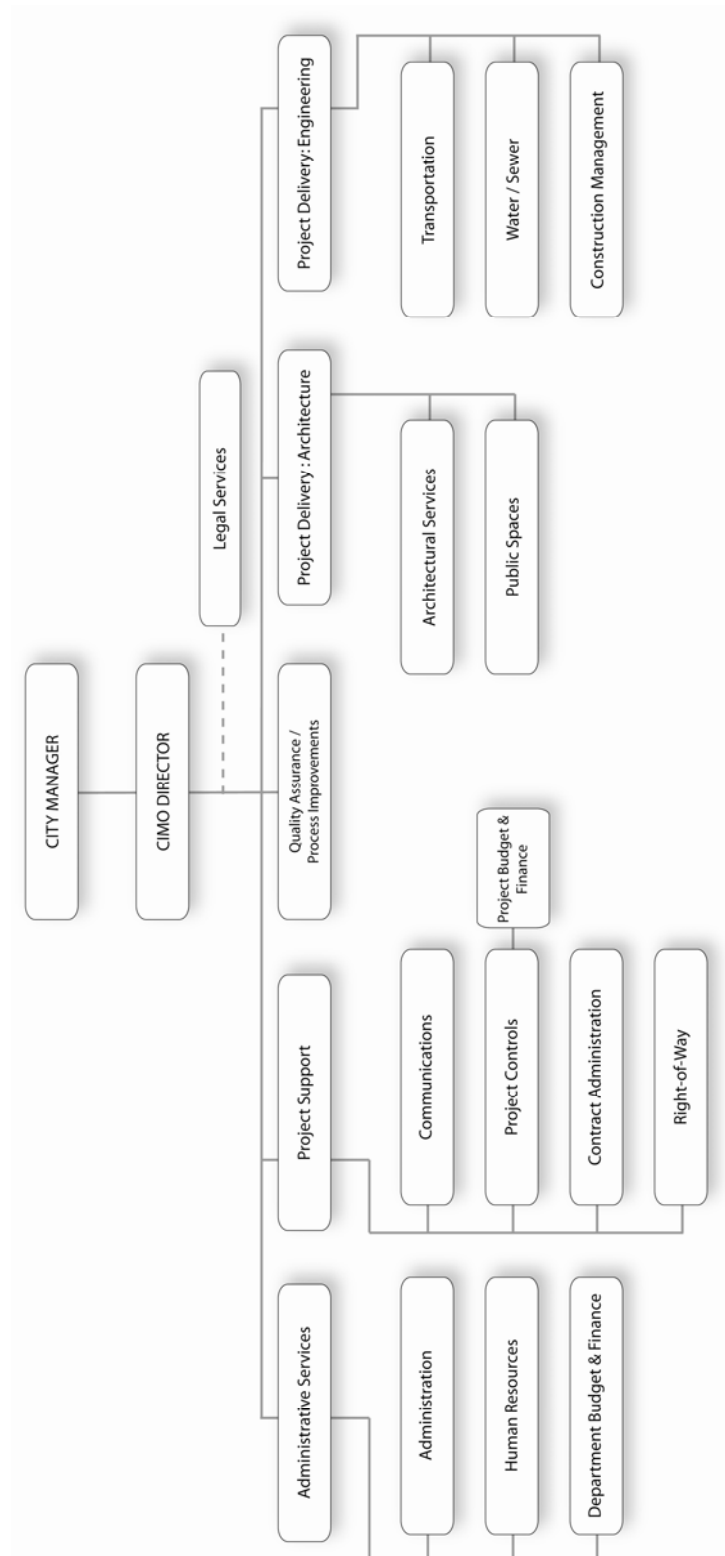 CITY MANAGER
CIMO DIRECTOR
Legal Services
Administrative Services
Project Support
Quality Assurance /
Process Improvements
Project Delivery : Architecture
Project Delivery: Engineering
Administration
Human Resources
Department Budget & Finance
Communications
Project Controls
Project Budget &
Finance
Contract Administration
Right-of-Way
Architectural Services
Public Spaces
Transportation
Water / Sewer
Construction Management